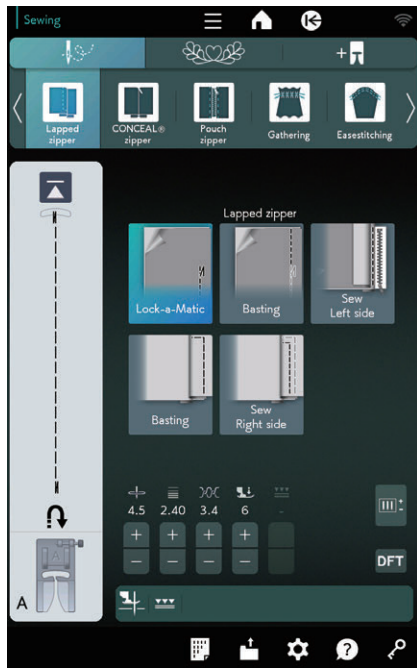 Sewing
Lapped
zipper
CONCEAL®
zipper
Pouch
zipper
Gathering
Easestitching
Lapped zipper
Lock-a-Matic
Basting
Sew
Left side
Basting
Sew
Right side
4.5 2.40 3.4 6 -
+ + + +
- - - -
DFT
A